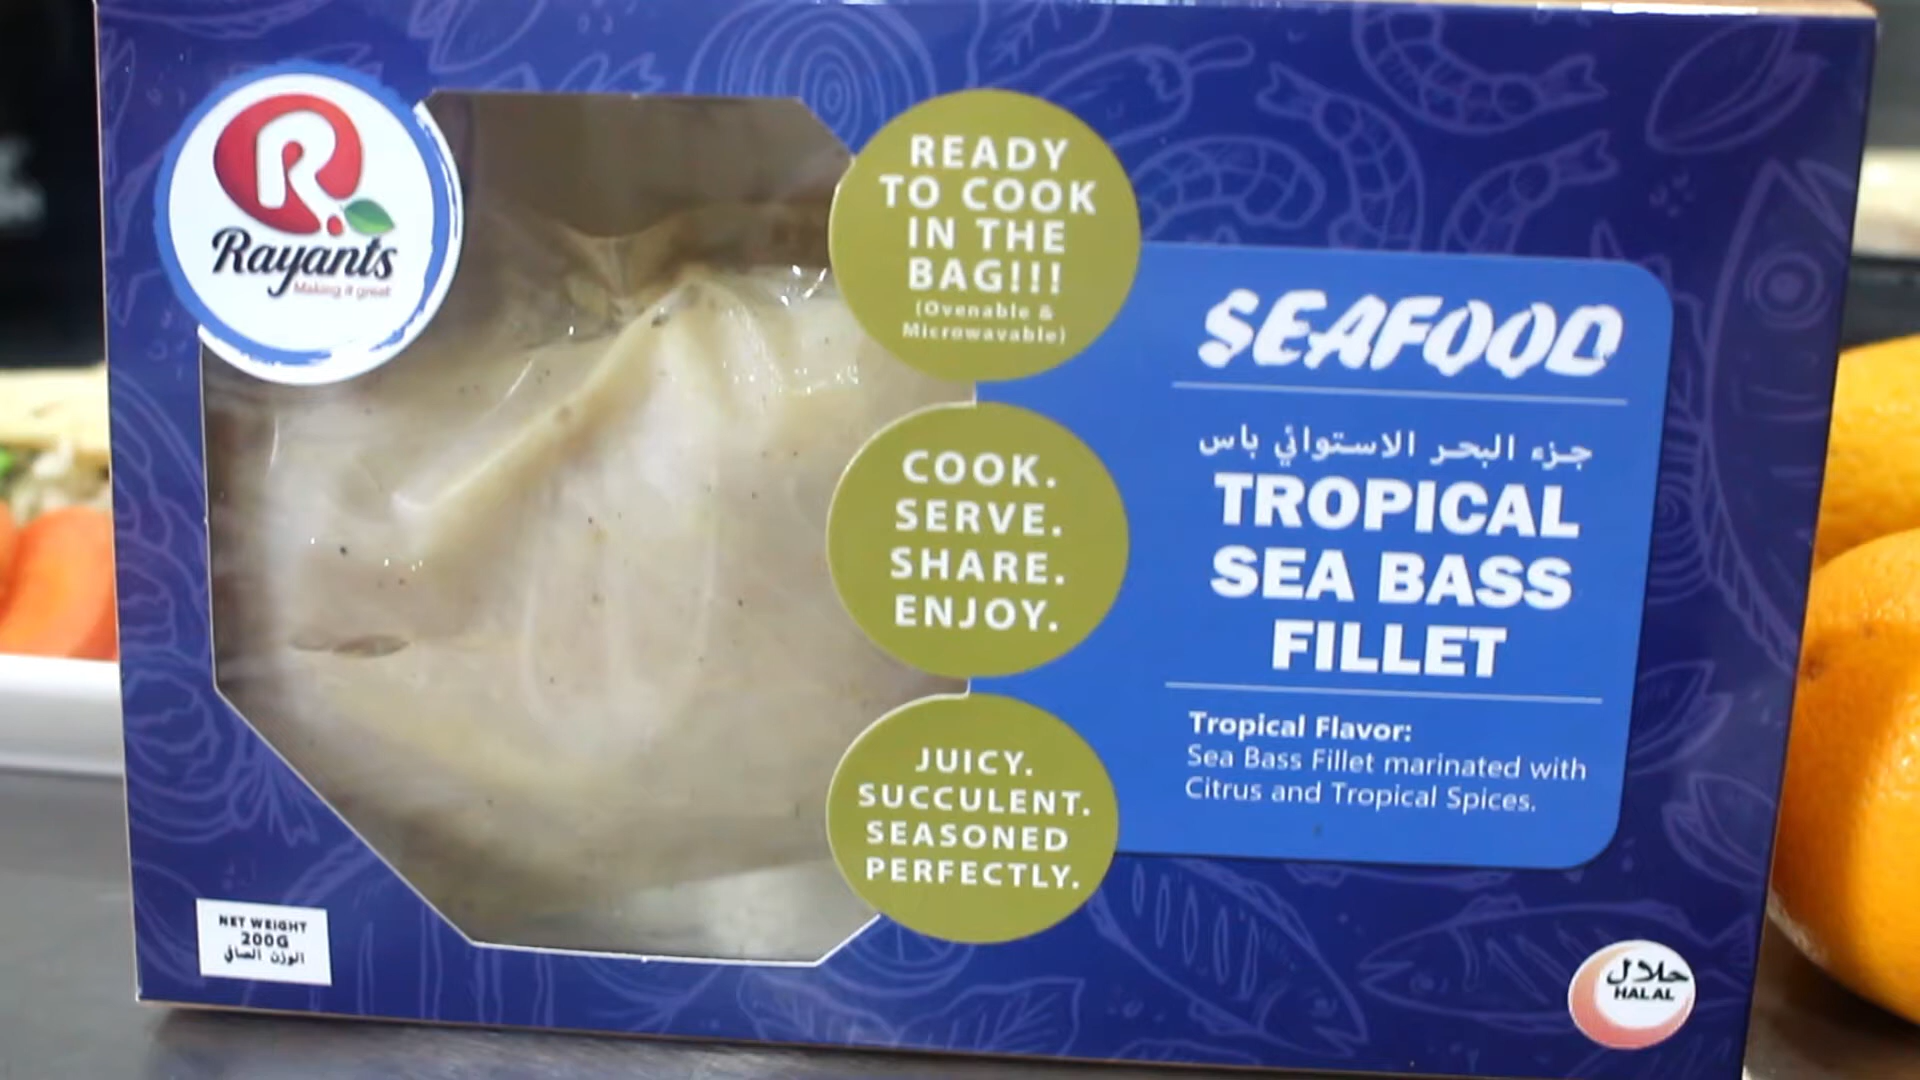 Rayants
Making it great
READY
TO COOK
IN THE
BAG!!!
(Ovenable &
Microwavable)
COOK.
SERVE.
SHARE.
ENJOY.
JUICY.
SUCCULENT.
SEASONED
PERFECTLY.
SEAFOOD
جزء البحر الاستوائي باس
TROPICAL
SEA BASS
FILLET
Tropical Flavor:
Sea Bass Fillet marinated with
Citrus and Tropical Spices.
NET WEIGHT
200G
الوزن الصافي
حلال
HALAL